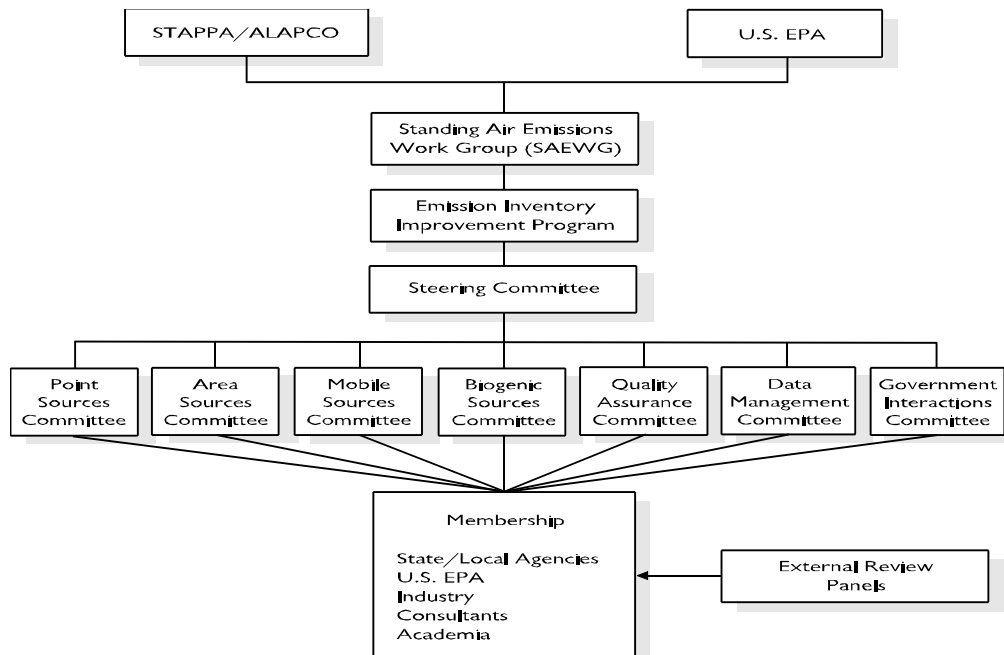 STAPPA/ALAPCO
U.S. EPA
Standing Air Emissions
Work Group (SAEWG)
Emission Inventory
Improvement Program
Steering Committee
Point
Sources
Committee
Area
Sources
Committee
Mobile
Sources
Committee
Biogenic
Sources
Committee
Quality
Assurance
Committee
Data
Management
Committee
Government
Interactions
Committee
Membership
State/Local Agencies
U.S. EPA
Industry
Consultants
Academia
External Review
Panels